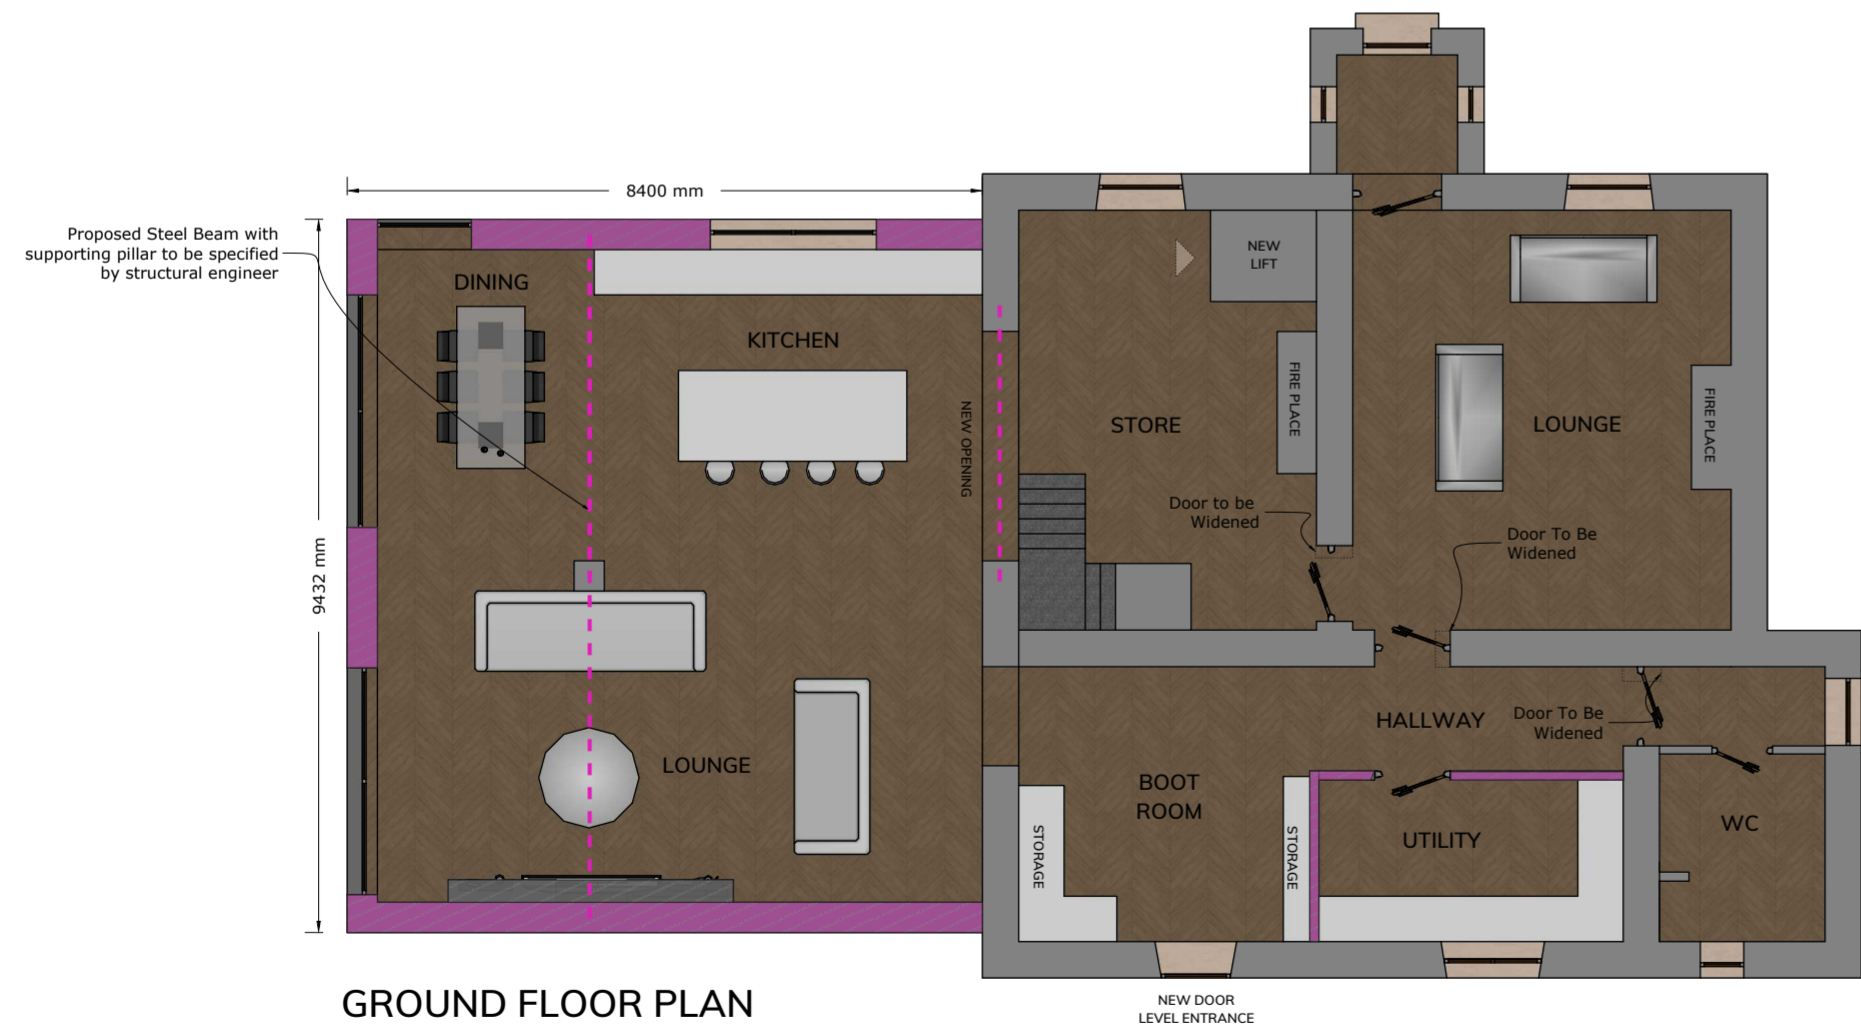 8400 mm
Proposed Steel Beam with
supporting pillar to be specified
by structural engineer
NEW
LIFT
DINING
KITCHEN
FIRE PLACE
FIRE PLACE
STORE
LOUNGE
NEW OPENING
Door to be
Widened
Door To Be
Widened
9432 mm
HALLWAY
Door To Be
Widened
LOUNGE
BOOT
ROOM
STORAGE
STORAGE
UTILITY
WC
GROUND FLOOR PLAN
NEW DOOR
LEVEL ENTRANCE